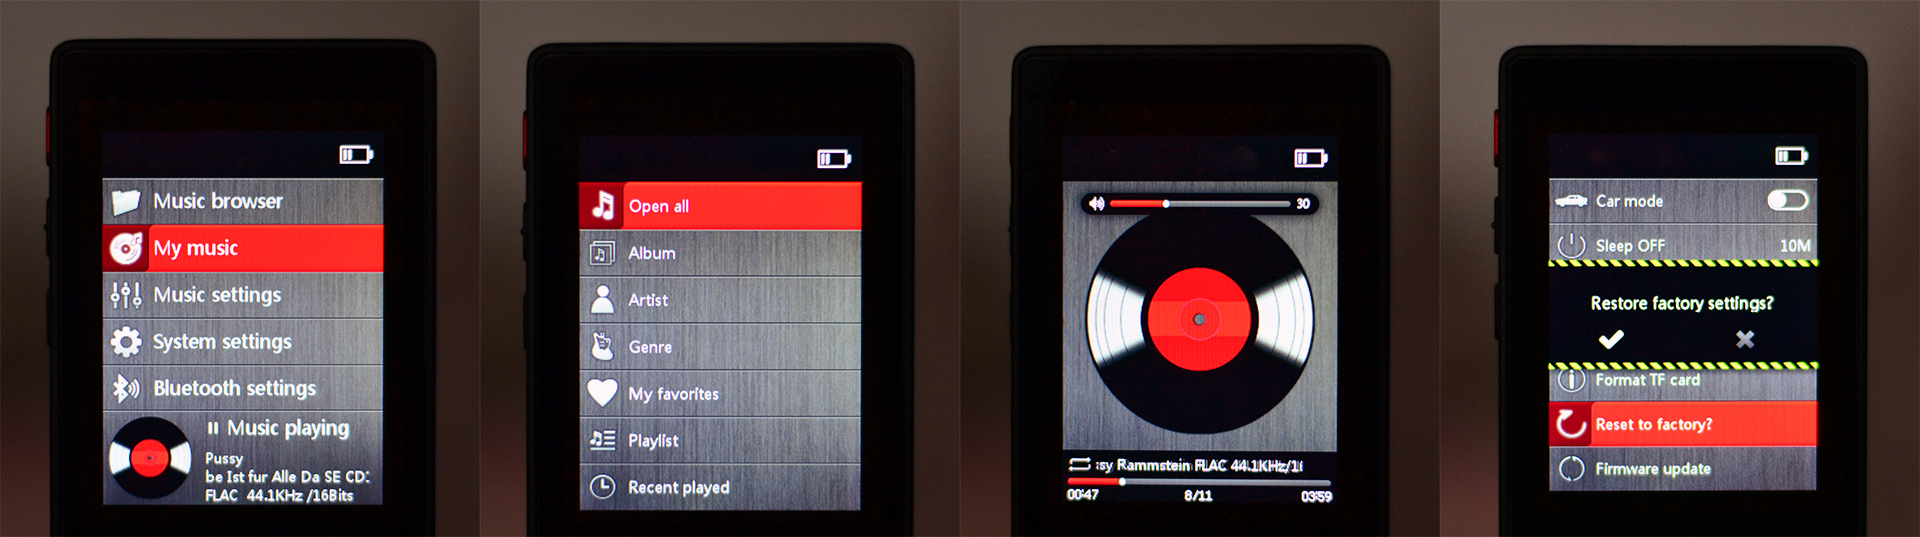 Music browser
My music
Music settings
System settings
Bluetooth settings
Music playing
Pussy
be Ist fur Alle Da SE CD:
FLAC 44.1KHz /16Bits
Open all
Album
Artist
Genre
My favorites
Playlist
Recent played
30
sy Rammstein FLAC 44.1KHz/1
00:47 8/11 03:59
Car mode
Sleep OFF 10M
Restore factory settings?
Format TF card
Reset to factory?
Firmware update